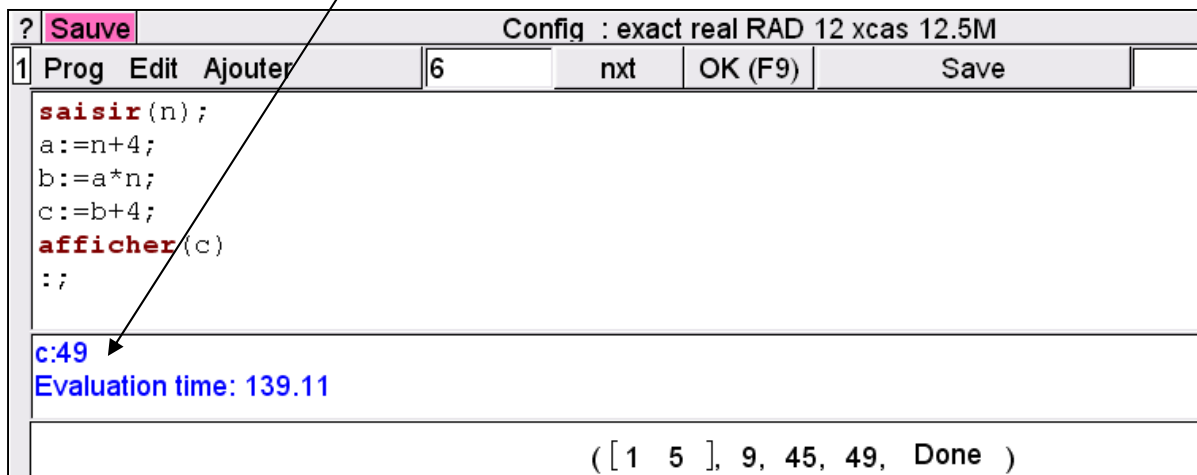 ? Sauve Config : exact real RAD 12 xcas 12.5M
1 Prog Edit Ajouter 6 nxt OK (F9) Save
saisir(n);
a:=n+4;
b:=a*n;
c:=b+4;
afficher(c)
:;
c:49
Evaluation time: 139.11
([1 5], 9, 45, 49, Done )